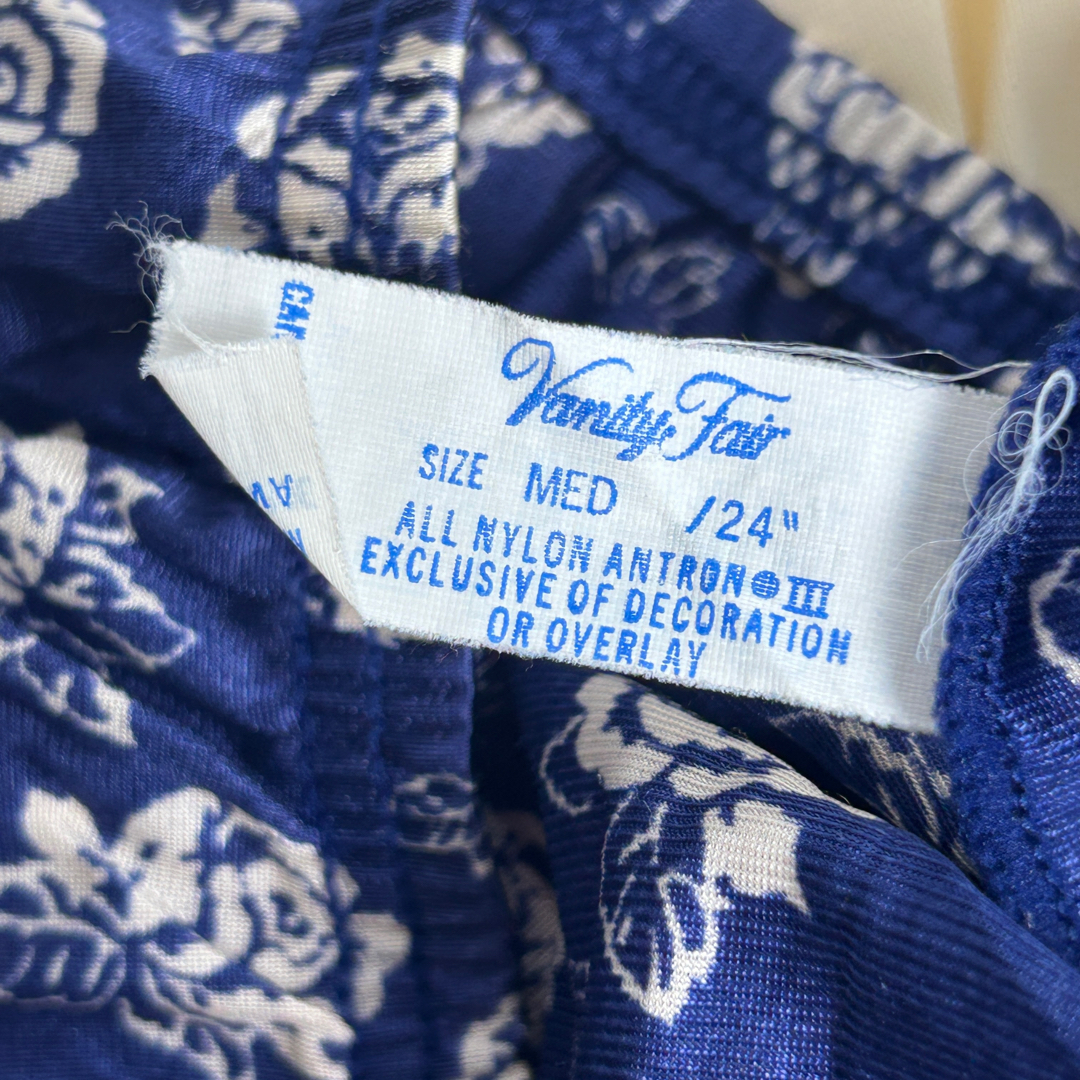 Vanity Fair
SIZE MED /24"
ALL NYLON ANTRON III
EXCLUSIVE OF DECORATION
OR OVERLAY